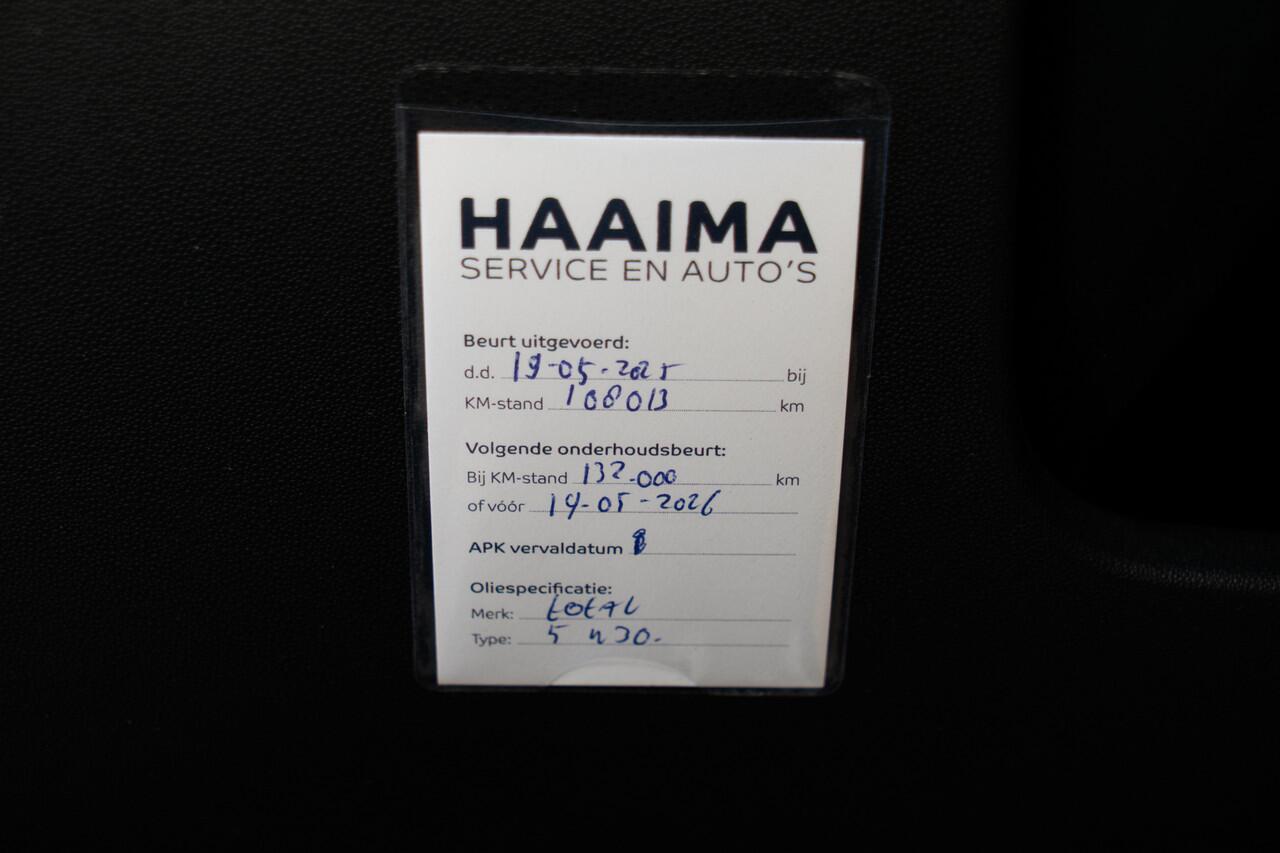 HAAIMA
SERVICE EN AUTO'S
Beurt uitgevoerd:
d.d. 19-05-2025 bij
KM-stand 108013 km
Volgende onderhoudsbeurt:
Bij KM-stand 132.000 km
of vóór 19-05-2026
APK vervaldatum
Oliespecificatie:
Merk: total
Type: 5 W30.